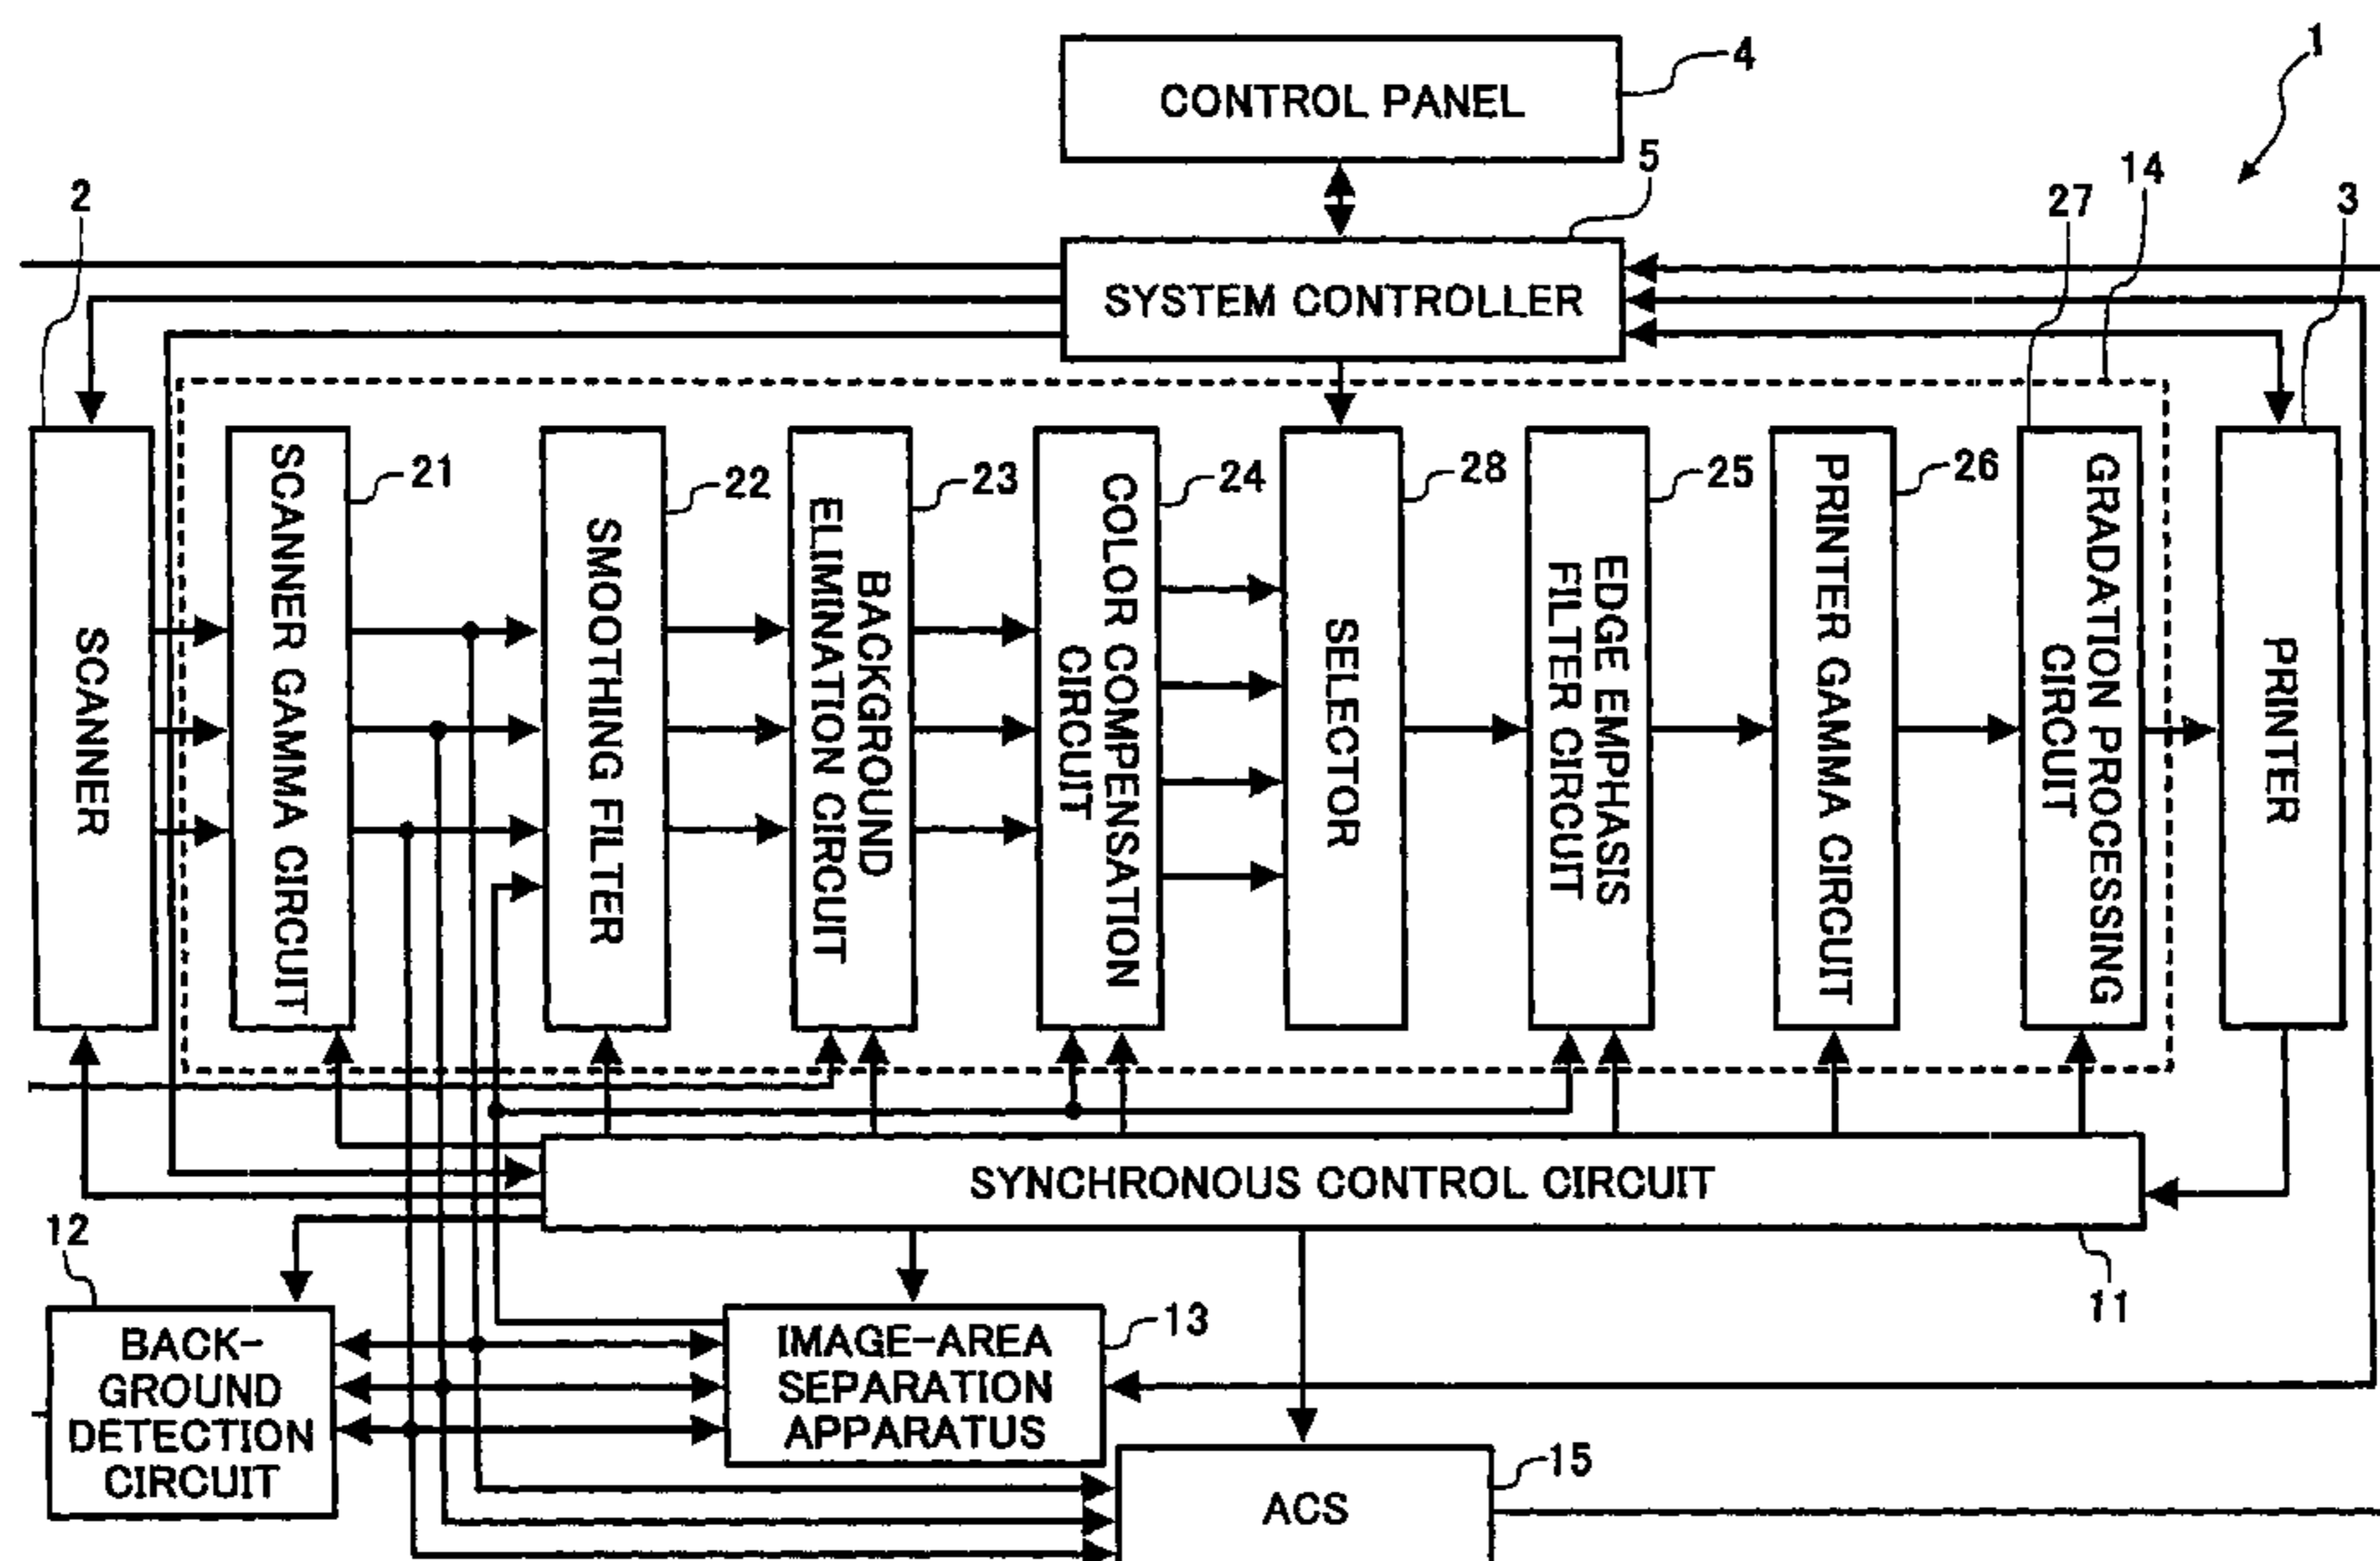 1
CONTROL PANEL
4
5
SYSTEM CONTROLLER
2
14
27
3
SCANNER
SCANNER GAMMA CIRCUIT
21
SMOOTHING FILTER
22
BACKGROUND
ELIMINATION CIRCUIT
23
COLOR COMPENSATION
CIRCUIT
24
SELECTOR
28
EDGE EMPHASIS
FILTER CIRCUIT
25
PRINTER GAMMA CIRCUIT
26
GRADATION PROCESSING
CIRCUIT
PRINTER
SYNCHRONOUS CONTROL CIRCUIT
11
12
BACK-
GROUND
DETECTION
CIRCUIT
IMAGE-AREA
SEPARATION
APPARATUS
13
ACS
15